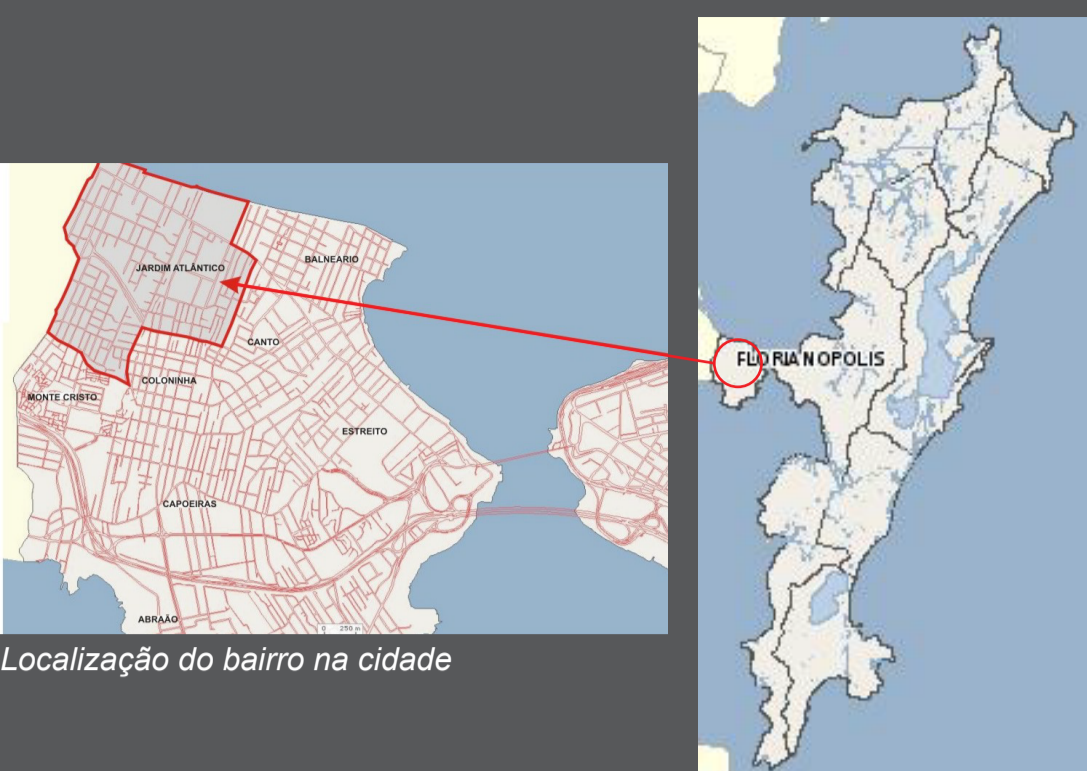 BALNEARIO
JARDIM ATLÂNTICO
CANTO
FLORIANOPOLIS
COLONINHA
MONTE CRISTO
ESTREITO
CAPOEIRAS
ABRAÃO
0 250 m
Localização do bairro na cidade